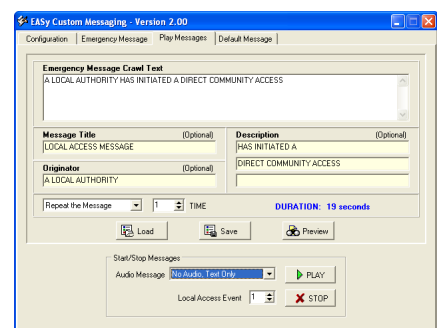 EASy Custom Messaging - Version 2.00
Configuration Emergency Message Play Messages Default Message
Emergency Message Crawl Text
A LOCAL AUTHORITY HAS INITIATED A DIRECT COMMUNITY ACCESS
Message Title (Optional) Description (Optional)
LOCAL ACCESS MESSAGE HAS INITIATED A
Originator (Optional) DIRECT COMMUNITY ACCESS
A LOCAL AUTHORITY
Repeat the Message 1 TIME DURATION: 19 seconds
Load Save Preview
Start/Stop Messages
Audio Message No Audio, Text Only PLAY
Local Access Event 1 STOP